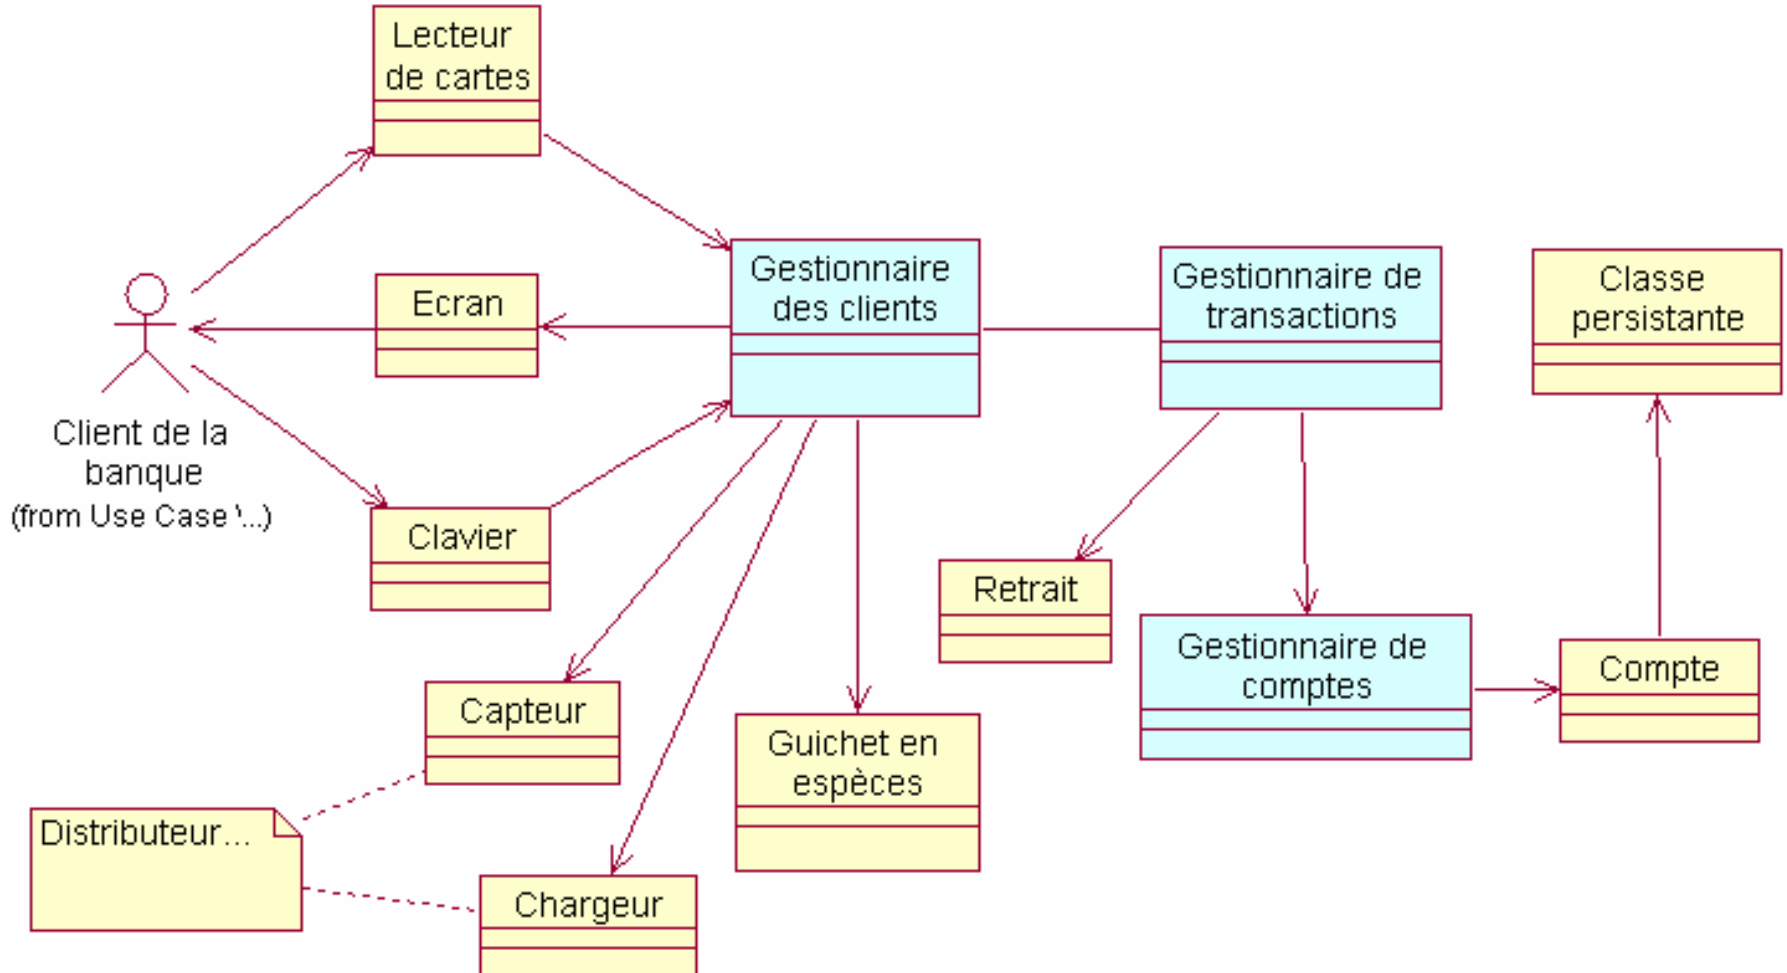 Lecteur
de cartes
Ecran
Gestionnaire
des clients
Gestionnaire de
transactions
Classe
persistante
Client de la
banque
(from Use Case '...)
Clavier
Retrait
Gestionnaire de
comptes
Compte
Capteur
Guichet en
espèces
Distributeur...
Chargeur